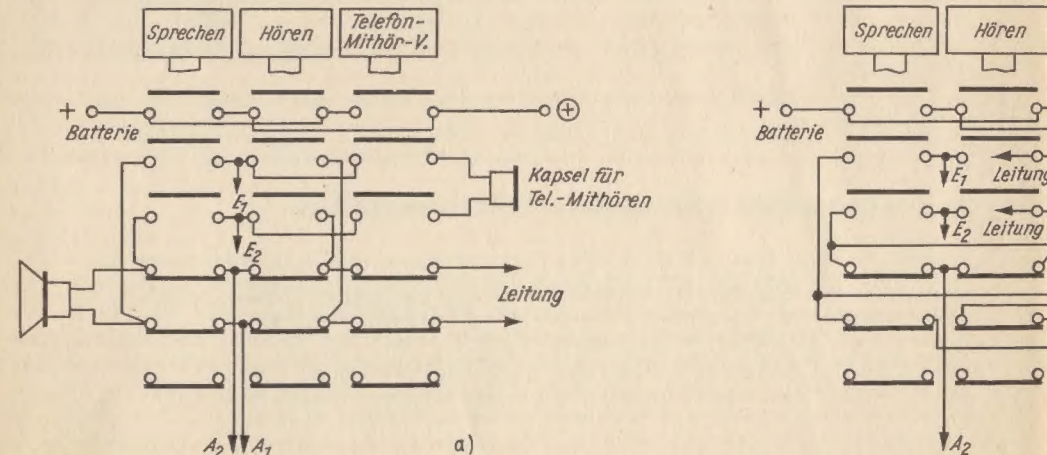 Sprechen
Hören
Telefon-
Mithör-V.
+
Batterie
+
E1
E2
Kapsel für
Tel.-Mithören
Leitung
A2 A1
a)
Sprechen
Hören
+
Batterie
E1
Leitung
E2
Leitung
A2